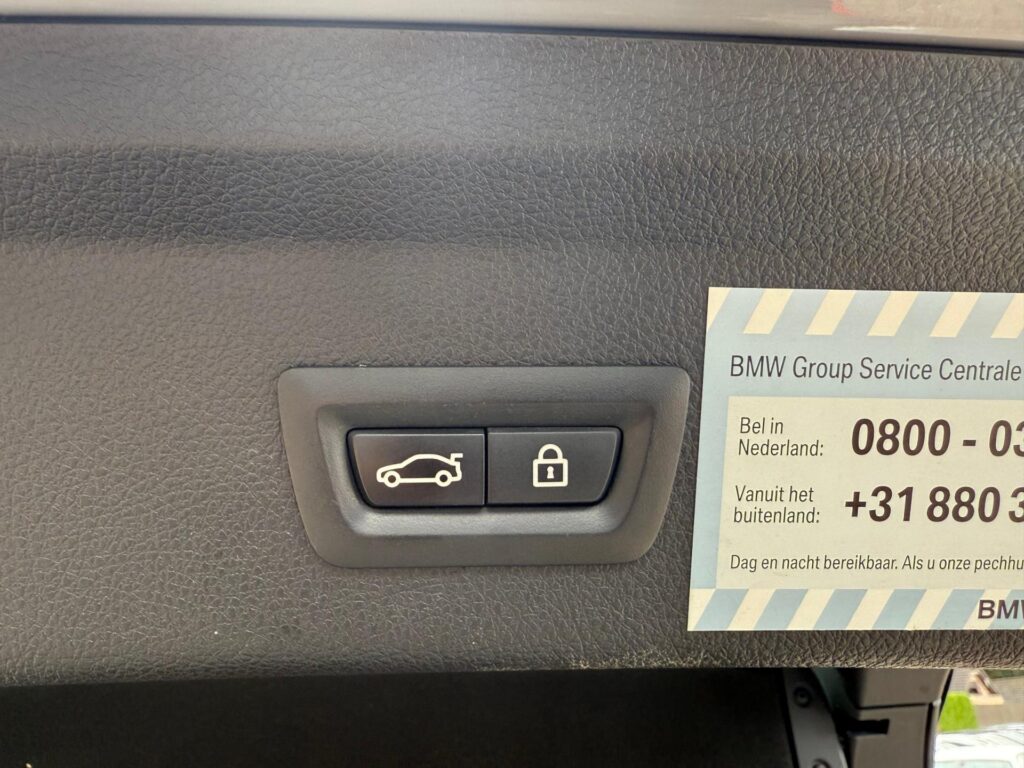 BMW Group Service Centrale
Bel in
Nederland:
0800 - 03
Vanuit het
buitenland:
+31 880 3
Dag en nacht bereikbaar. Als u onze pechhu
BMW